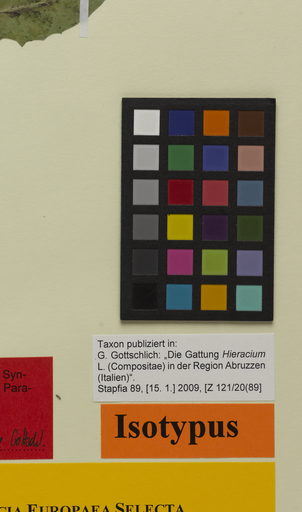 Taxon publiziert in:
G. Gottschlich: „Die Gattung Hieracium
L. (Compositae) in der Region Abruzzen
(Italien)“.
Stapfia 89, [15. 1.] 2009, [Z 121/20(89]
Syn-
Para-
Isotypus
CIA EUROPAEA SELECTA